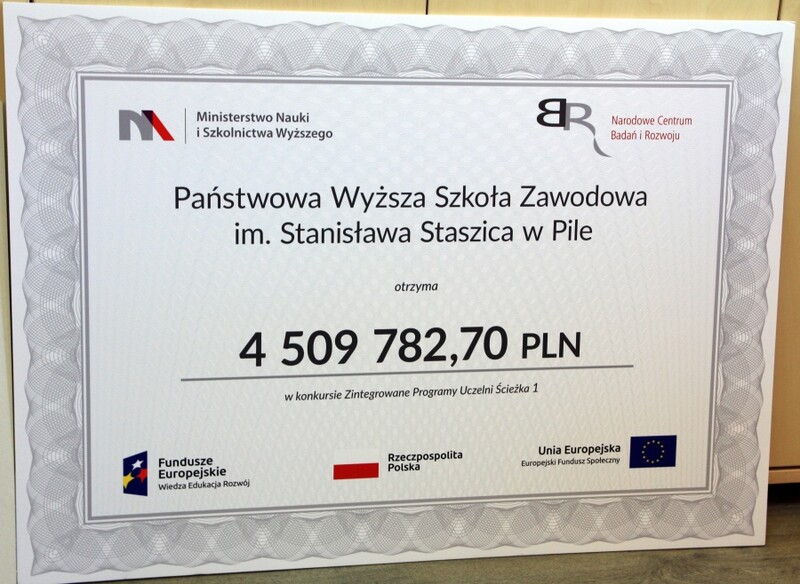 Ministerstwo Nauki
i Szkolnictwa Wyższego
BR
Narodowe Centrum
Badań i Rozwoju
Państwowa Wyższa Szkoła Zawodowa
im. Stanisława Staszica w Pile
otrzyma
4 509 782,70 PLN
w konkursie Zintegrowane Programy Uczelni Ścieżka 1
Fundusze
Europejskie
Wiedza Edukacja Rozwój
Rzeczpospolita
Polska
Unia Europejska
Europejski Fundusz Społeczny